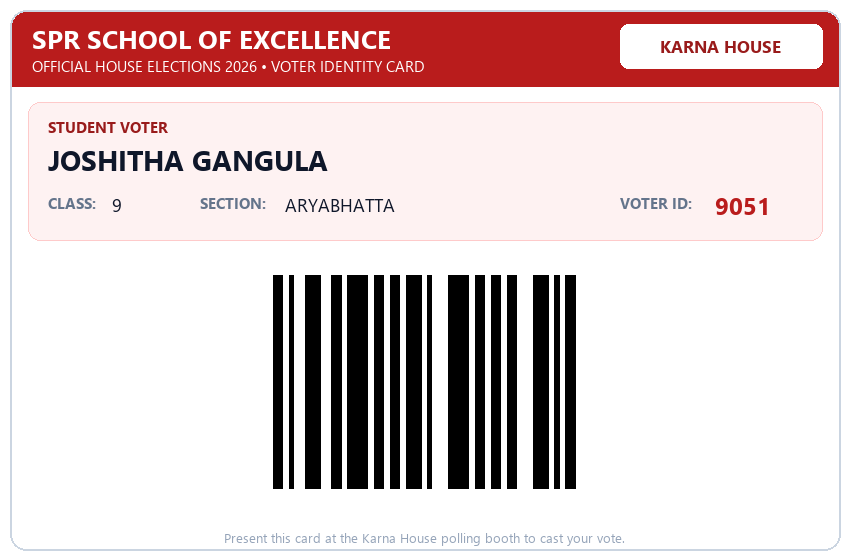 SPR SCHOOL OF EXCELLENCE
OFFICIAL HOUSE ELECTIONS 2026 • VOTER IDENTITY CARD
KARNA HOUSE
STUDENT VOTER
JOSHITHA GANGULA
CLASS: 9 SECTION: ARYABHATTA VOTER ID: 9051
Present this card at the Karna House polling booth to cast your vote.